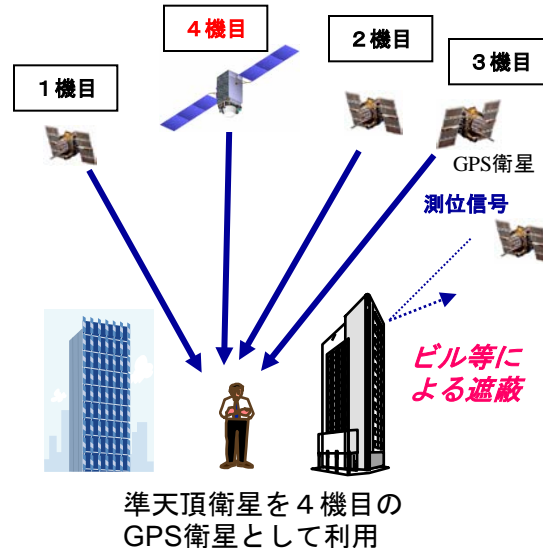 ４機目
２機目
３機目
１機目
GPS衛星
測位信号
ビル等に
よる遮蔽
準天頂衛星を４機目の
GPS衛星として利用